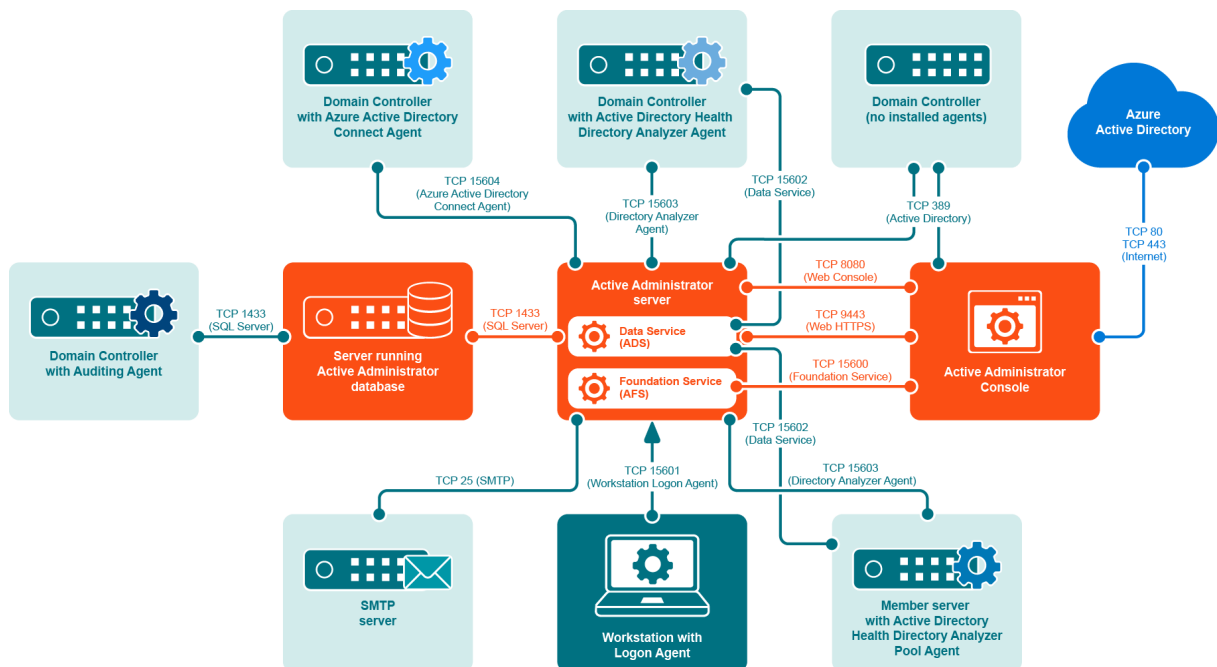 Domain Controller
with Azure Active Directory
Connect Agent
Domain Controller
with Active Directory Health
Directory Analyzer Agent
Domain Controller
(no installed agents)
Azure
Active Directory
TCP 15604
(Azure Active Directory
Connect Agent)
TCP 15603
(Directory Analyzer
Agent)
TCP 15602
(Data Service)
TCP 389
(Active Directory)
TCP 80
TCP 443
(Internet)
Domain Controller
with Auditing Agent
TCP 1433
(SQL Server)
Server running
Active Administrator
database
TCP 1433
(SQL Server)
Active Administrator
server
Data Service
(ADS)
Foundation Service
(AFS)
TCP 8080
(Web Console)
TCP 9443
(Web HTTPS)
TCP 15600
(Foundation Service)
Active Administrator
Console
TCP 25 (SMTP)
TCP 15601
(Workstation Logon Agent)
TCP 15602
(Data Service)
TCP 15603
(Directory Analyzer Agent)
SMTP
server
Workstation with
Logon Agent
Member server
with Active Directory
Health Directory Analyzer
Pool Agent